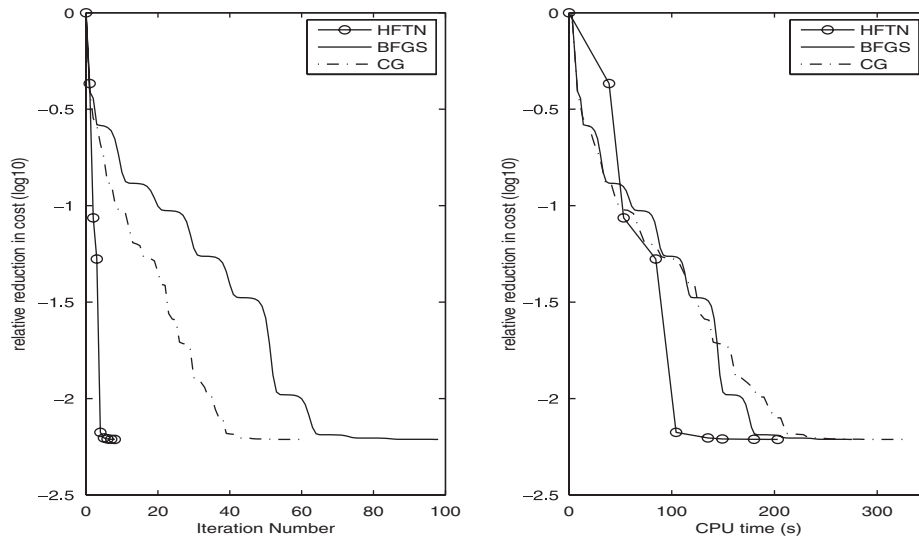 0
−0.5
−1
−1.5
−2
−2.5
relative reduction in cost (log10)
0 20 40 60 80 100
Iteration Number
HFTN
BFGS
CG
0
−0.5
−1
−1.5
−2
−2.5
relative reduction in cost (log10)
0 100 200 300
CPU time (s)
HFTN
BFGS
CG